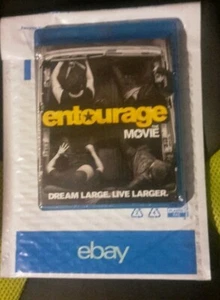 entourage
MOVIE
DREAM LARGE. LIVE LARGER.
ebay